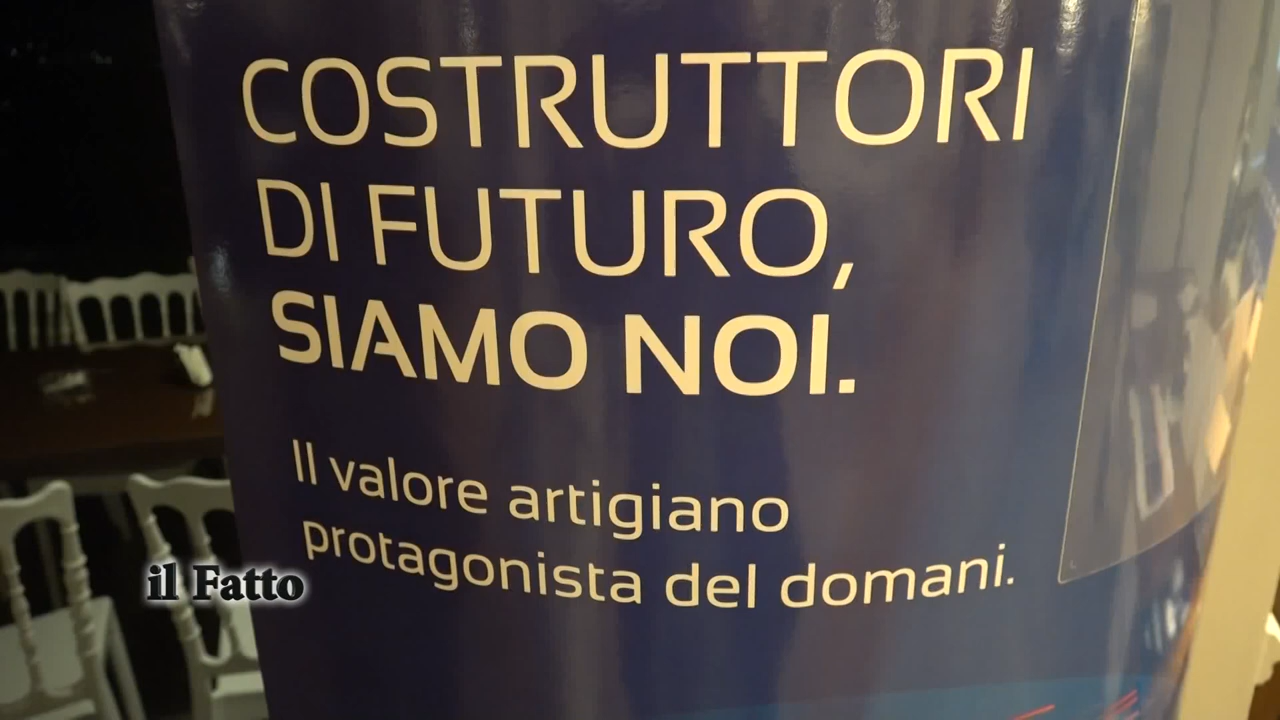 COSTRUTTORI
DI FUTURO,
SIAMO NOI.
Il valore artigiano
protagonista del domani.
il Fatto